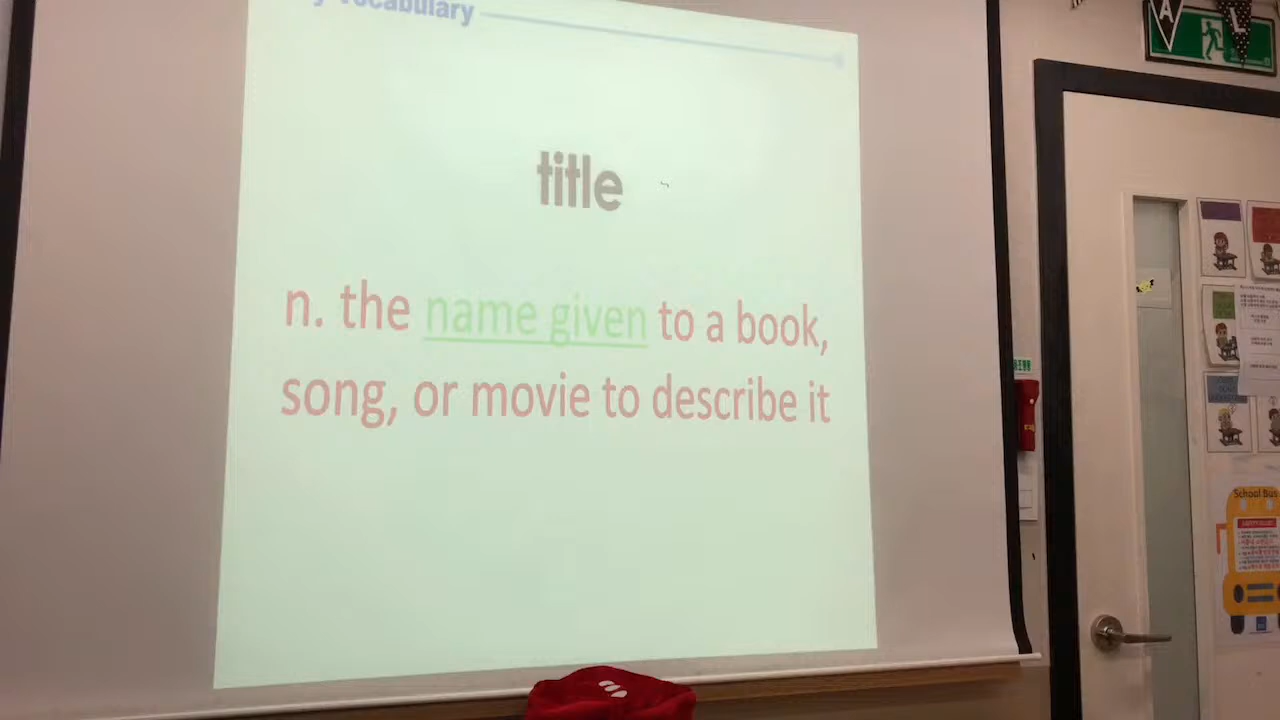 Vocabulary
title
n. the name given to a book,
song, or movie to describe it
A
L
School Bus